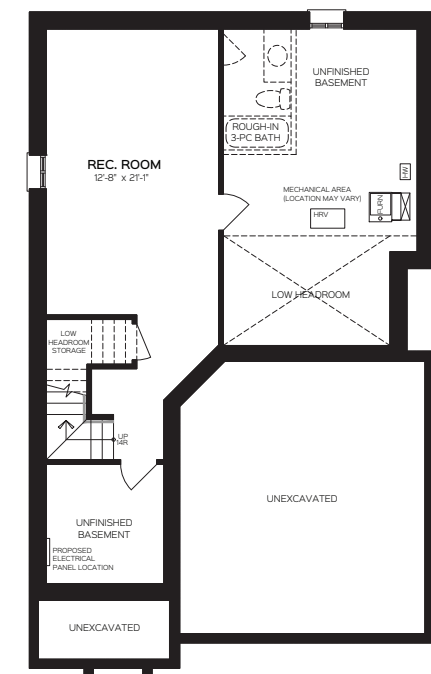 UNFINISHED
BASEMENT
ROUGH-IN
3-PC BATH
REC. ROOM
12'-8" x 21'-1"
HW
MECHANICAL AREA
(LOCATION MAY VARY)
FURN
HRV
LOW HEADROOM
LOW
HEADROOM
STORAGE
UP
14R
UNEXCAVATED
UNFINISHED
BASEMENT
PROPOSED
ELECTRICAL
PANEL LOCATION
UNEXCAVATED